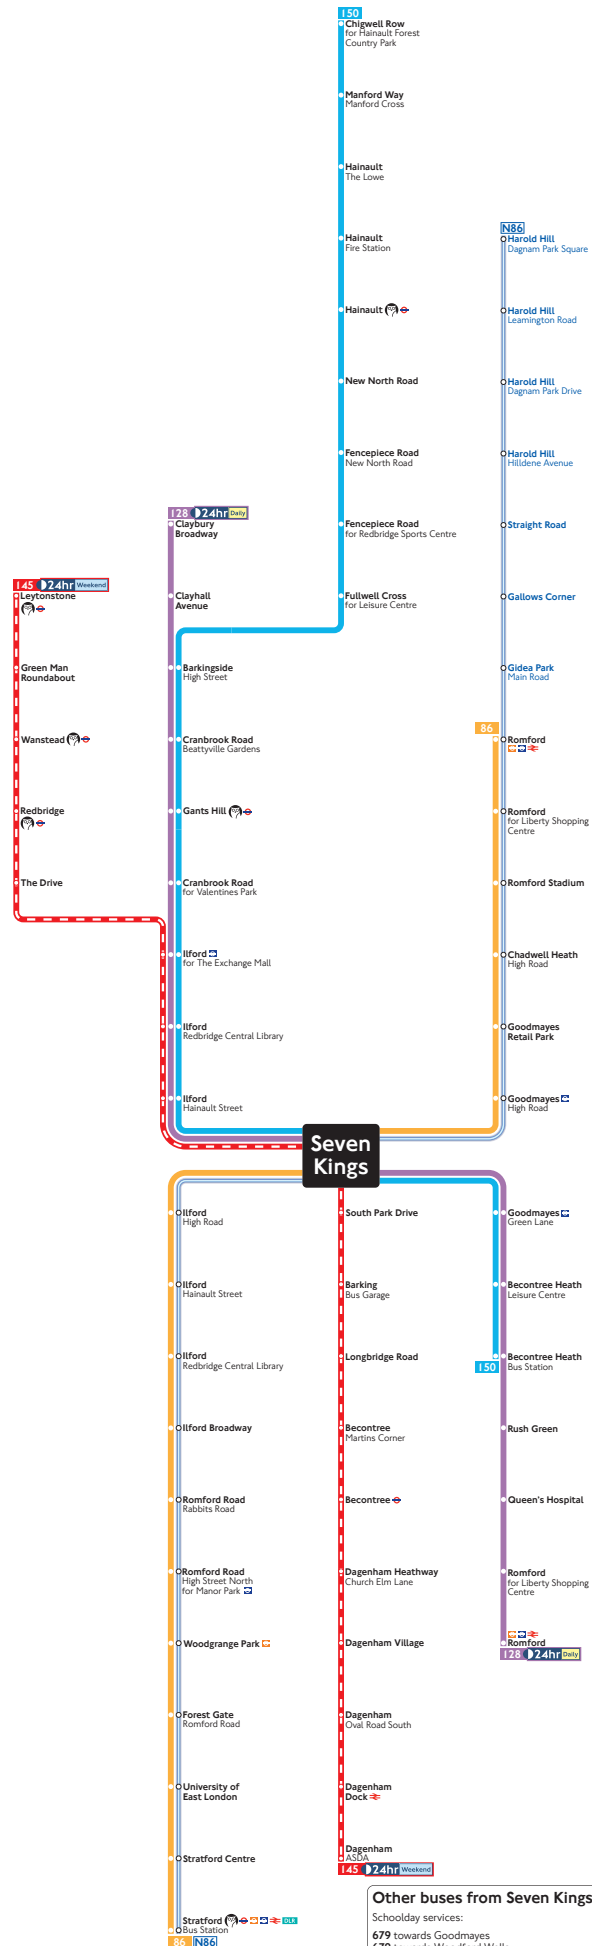 150
Chigwell Row
for Hainault Forest
Country Park
Manford Way
Manford Cross
Hainault
The Lowe
Hainault
Fire Station
Hainault
New North Road
Fencepiece Road
New North Road
Fencepiece Road
for Redbridge Sports Centre
Fullwell Cross
for Leisure Centre
N86
Harold Hill
Dagnam Park Square
Harold Hill
Leamington Road
Harold Hill
Dagnam Park Drive
Harold Hill
Hilldene Avenue
Straight Road
Gallows Corner
Gidea Park
Main Road
86
Romford
Romford
for Liberty Shopping
Centre
Romford Stadium
Chadwell Heath
High Road
Goodmayes
Retail Park
Goodmayes
High Road
128 24hr Daily
Claybury
Broadway
Clayhall
Avenue
Barkingside
High Street
Cranbrook Road
Beattyville Gardens
Gants Hill
Cranbrook Road
for Valentines Park
Ilford
for The Exchange Mall
Ilford
Redbridge Central Library
Ilford
Hainault Street
145 24hr Weekend
Leytonstone
Green Man
Roundabout
Wanstead
Redbridge
The Drive
Seven
Kings
Ilford
High Road
Ilford
Hainault Street
Ilford
Redbridge Central Library
Ilford Broadway
Romford Road
Rabbits Road
Romford Road
High Street North
for Manor Park
Woodgrange Park
Forest Gate
Romford Road
University of
East London
Stratford Centre
Stratford DLR
Bus Station
86 N86
South Park Drive
Barking
Bus Garage
Longbridge Road
Becontree
Martins Corner
Becontree
Dagenham Heathway
Church Elm Lane
Dagenham Village
Dagenham
Oval Road South
Dagenham
Dock
Dagenham
ASDA
145 24hr Weekend
Goodmayes
Green Lane
Becontree Heath
Leisure Centre
Becontree Heath
Bus Station
150
Rush Green
Queen's Hospital
Romford
for Liberty Shopping
Centre
Romford
128 24hr Daily
Other buses from Seven Kings
Schoolday services:
679 towards Goodmayes